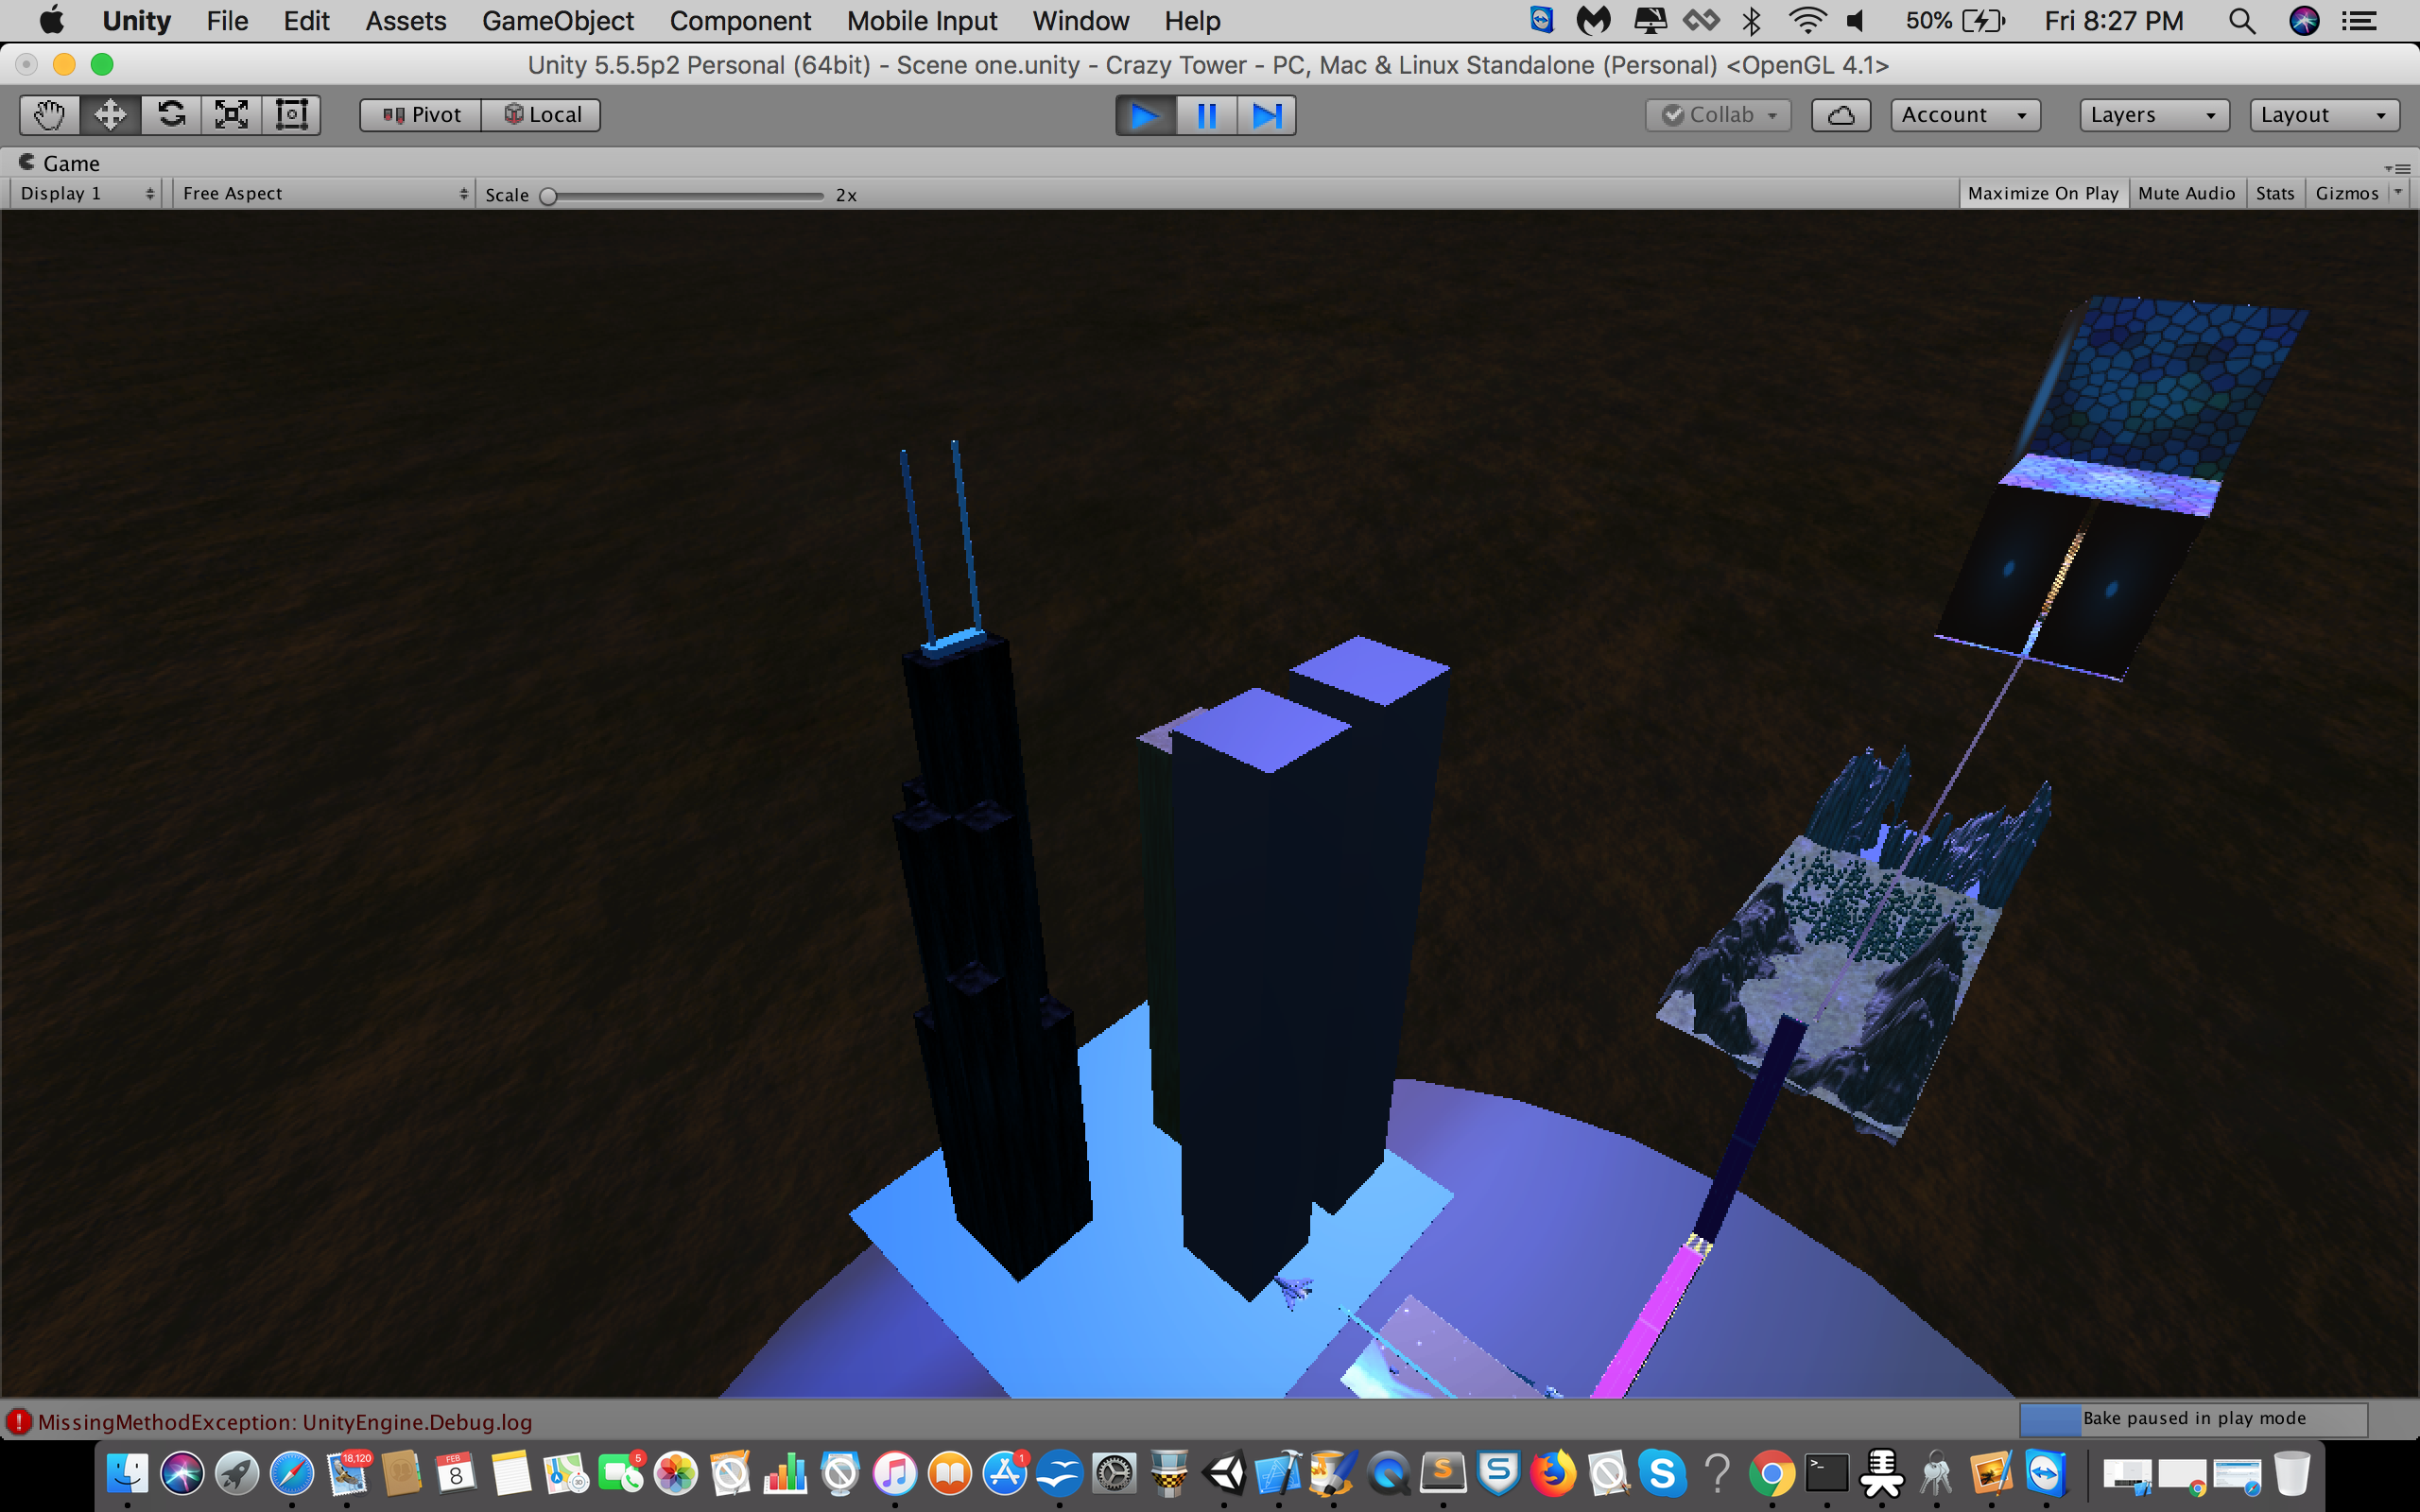 Unity File Edit Assets GameObject Component Mobile Input Window Help 50% Fri 8:27 PM
Unity 5.5.5p2 Personal (64bit) - Scene one.unity - Crazy Tower - PC, Mac & Linux Standalone (Personal) <OpenGL 4.1>
Pivot Local Collab Account Layers Layout
Game
Display 1 Free Aspect Scale 2x Maximize On Play Mute Audio Stats Gizmos
MissingMethodException: UnityEngine.Debug.log Bake paused in play mode
18,120 FEB 8 5 1 S S S ? >_